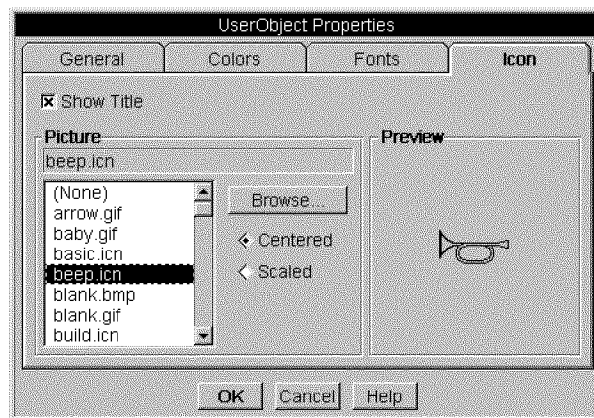 UserObject Properties
General Colors Fonts Icon
Show Title
Picture
beep.icn
(None)
arrow.gif
baby.gif
basic.icn
beep.icn
blank.bmp
blank.gif
build.icn
Browse...
Centered
Scaled
Preview
OK Cancel Help